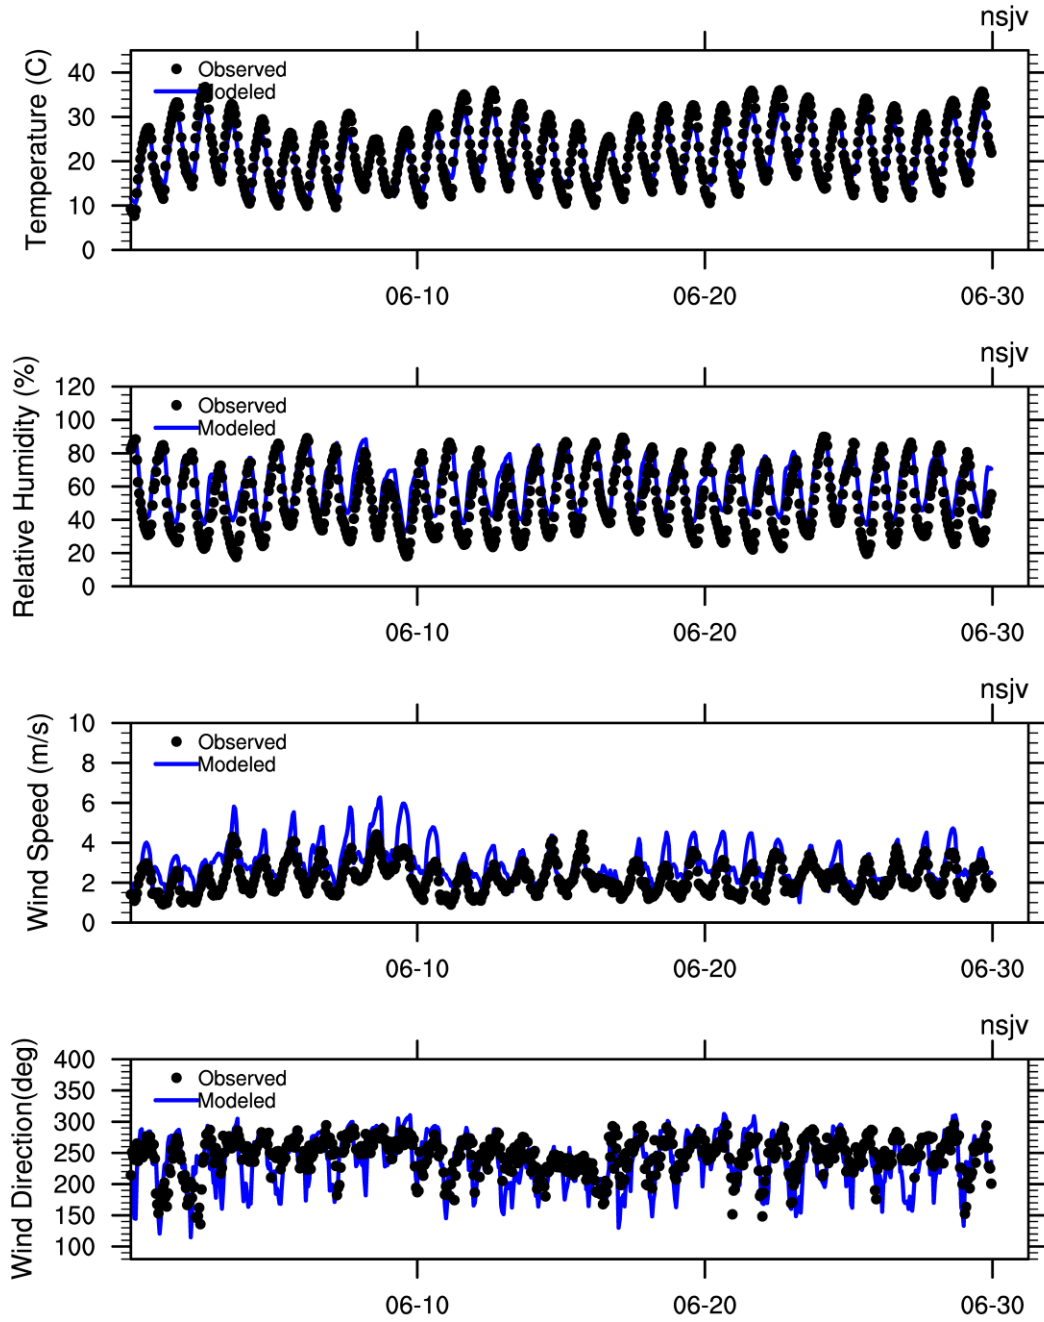 nsjv
Temperature (C)
40
30
20
10
0
Observed
Modeled
06-10
06-20
06-30
nsjv
Relative Humidity (%)
120
100
80
60
40
20
0
Observed
Modeled
06-10
06-20
06-30
nsjv
Wind Speed (m/s)
10
8
6
4
2
0
Observed
Modeled
06-10
06-20
06-30
nsjv
Wind Direction(deg)
400
350
300
250
200
150
100
Observed
Modeled
06-10
06-20
06-30